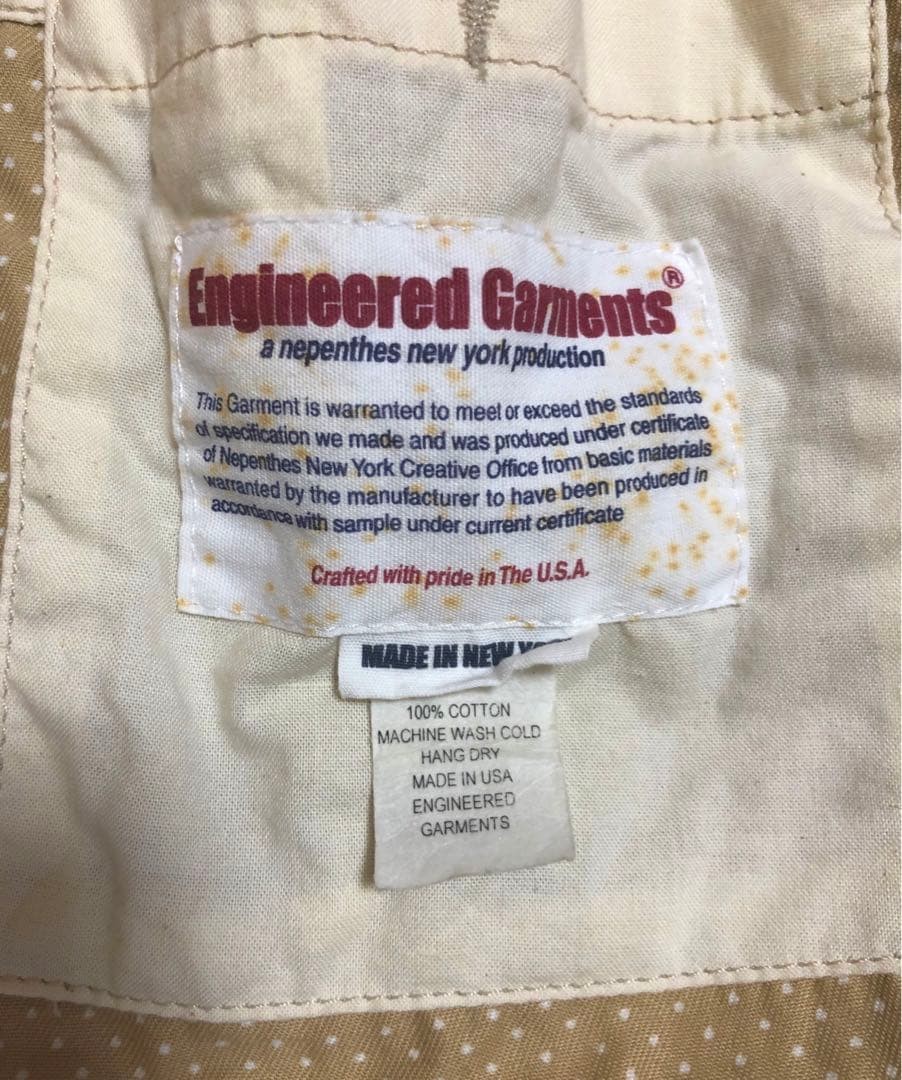 Engineered Garments®
a nepenthes new york production
This Garment is warranted to meet or exceed the standards
of specification we made and was produced under certificate
of Nepenthes New York Creative Office from basic materials
warranted by the manufacturer to have been produced in
accordance with sample under current certificate
Crafted with pride in The U.S.A.
MADE IN NEW
100% COTTON
MACHINE WASH COLD
HANG DRY
MADE IN USA
ENGINEERED
GARMENTS